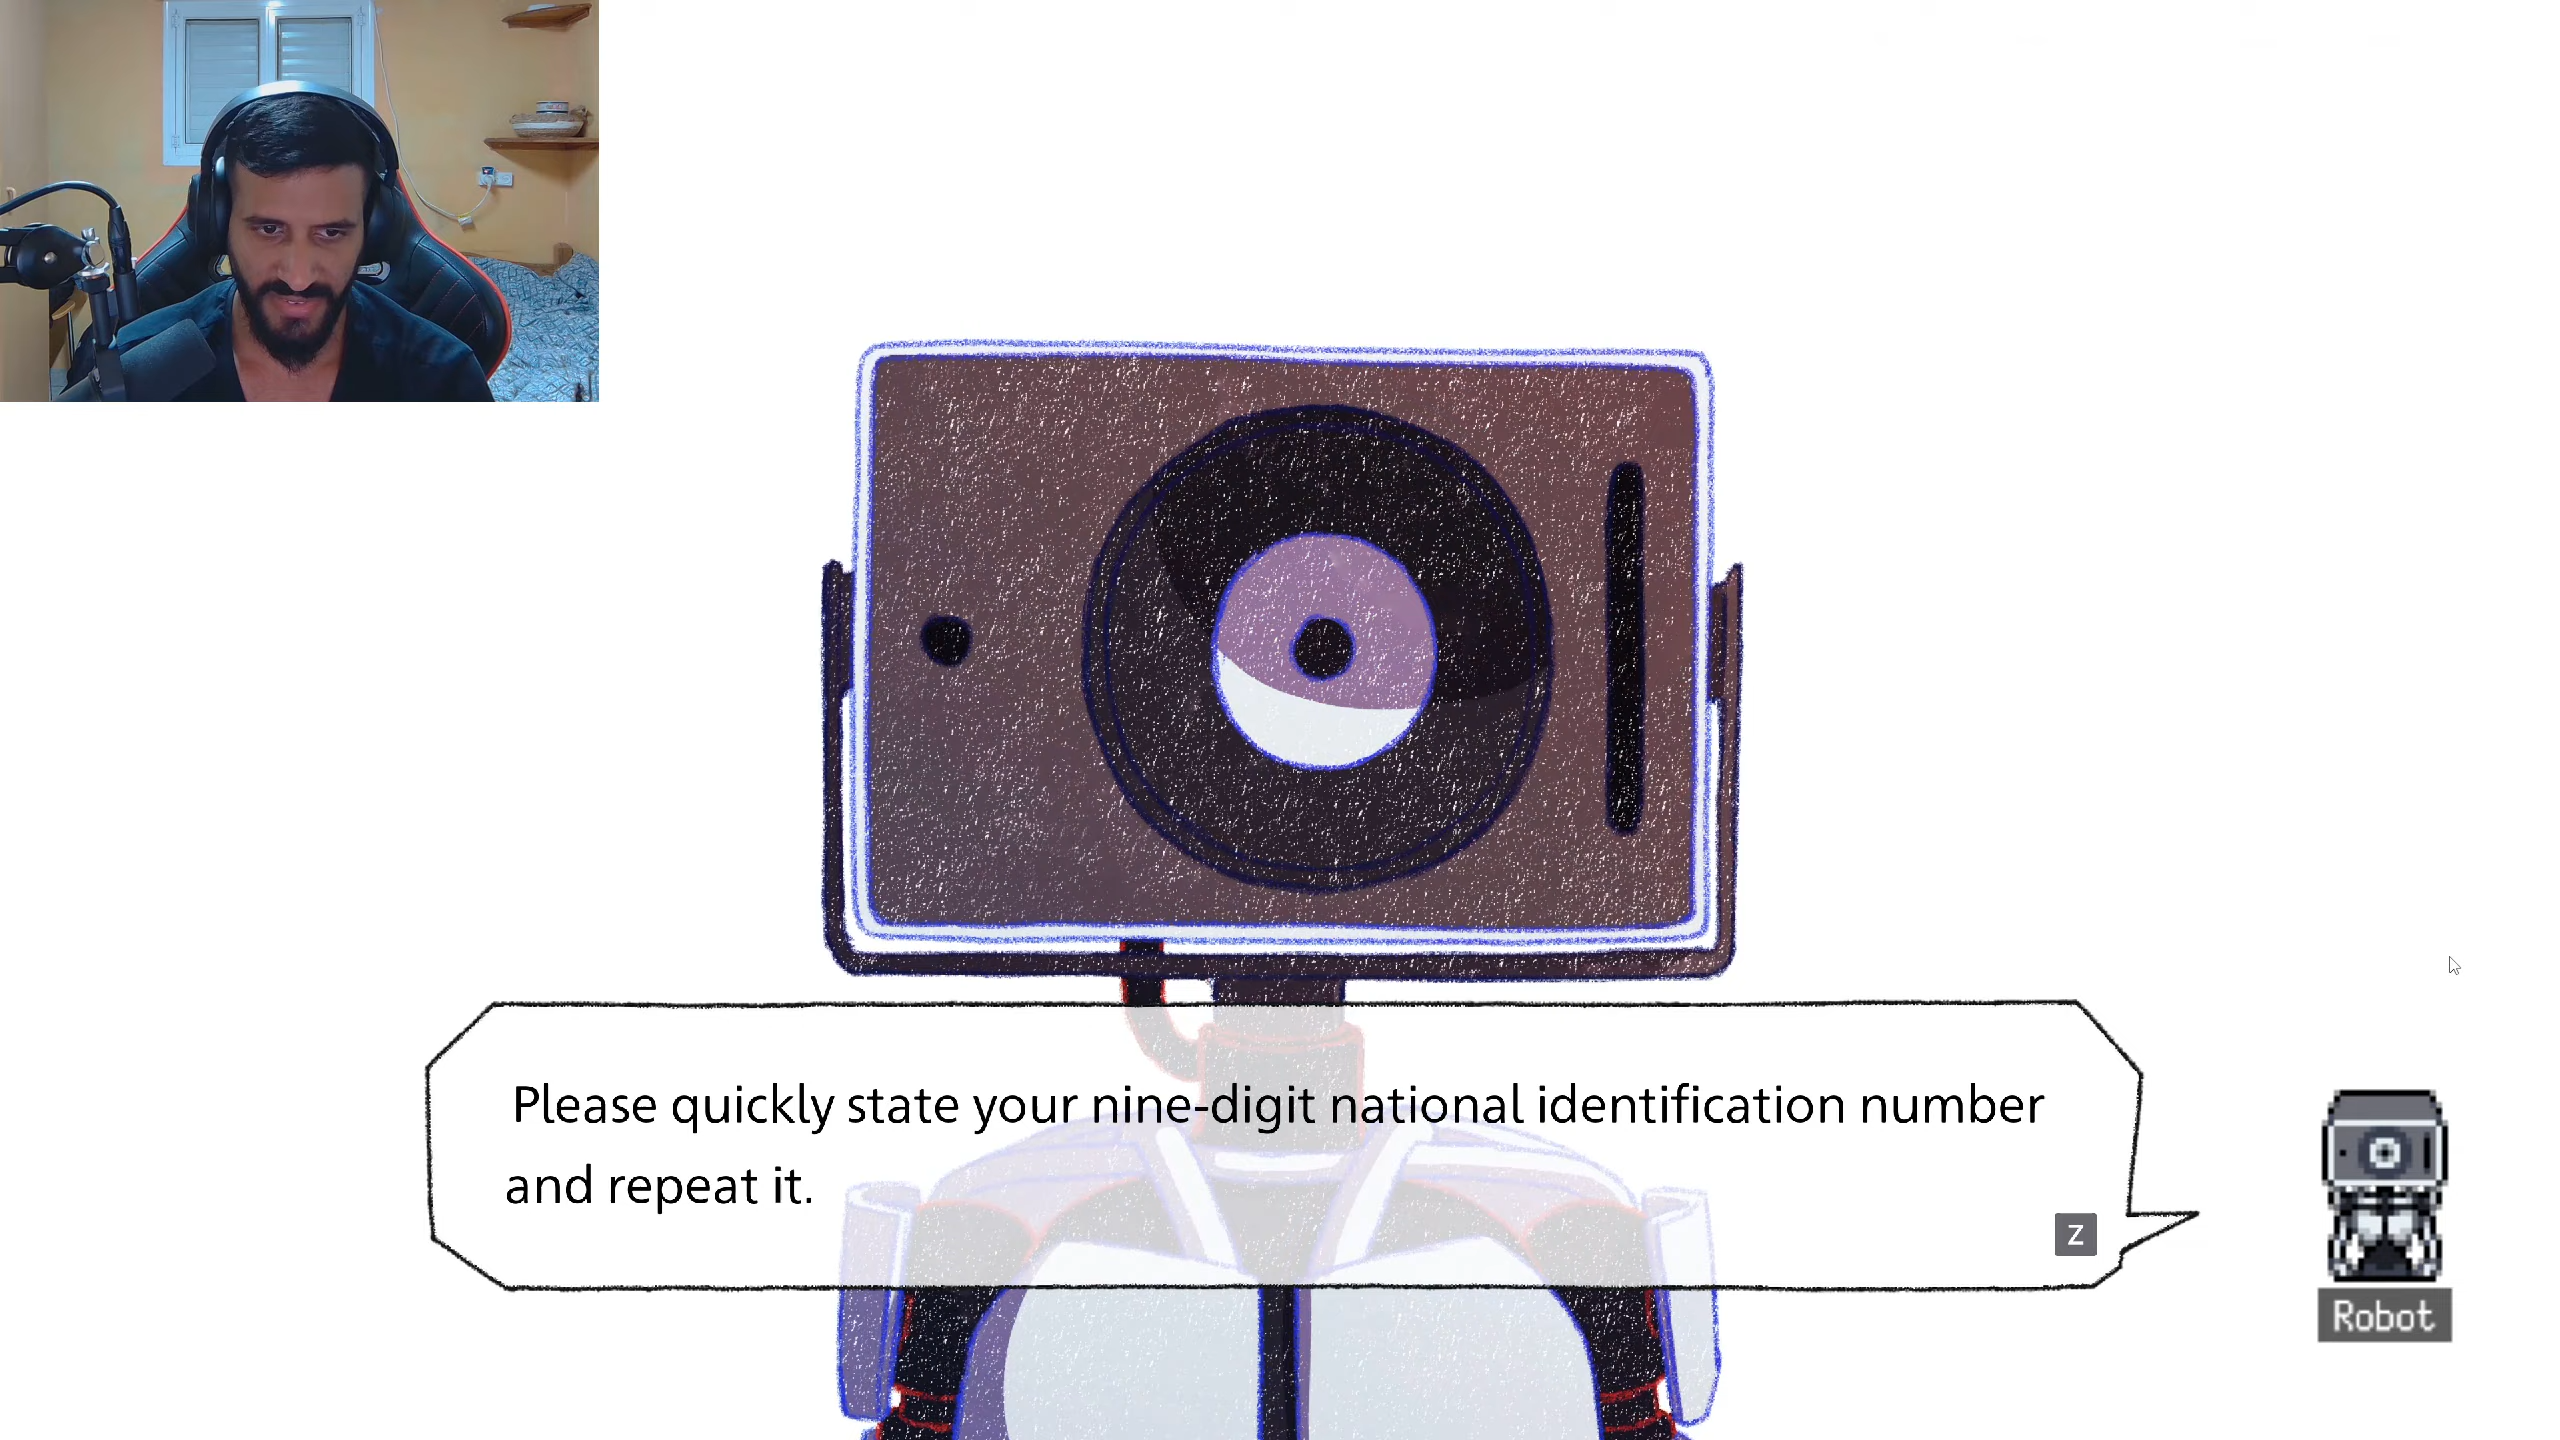 Please quickly state your nine-digit national identification number
and repeat it.
Z
Robot